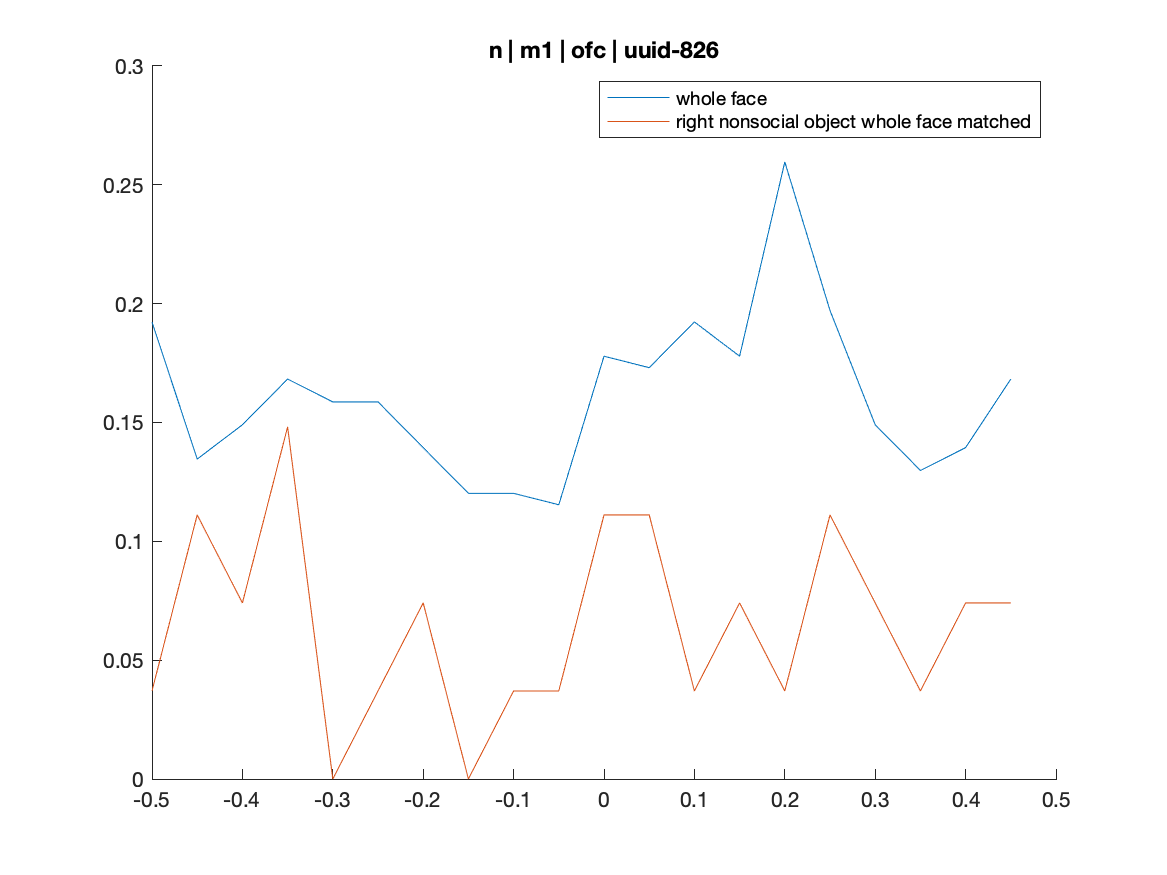 n | m1 | ofc | uuid-826
whole face
right nonsocial object whole face matched
0.3
0.25
0.2
0.15
0.1
0.05
0
-0.5 -0.4 -0.3 -0.2 -0.1 0 0.1 0.2 0.3 0.4 0.5